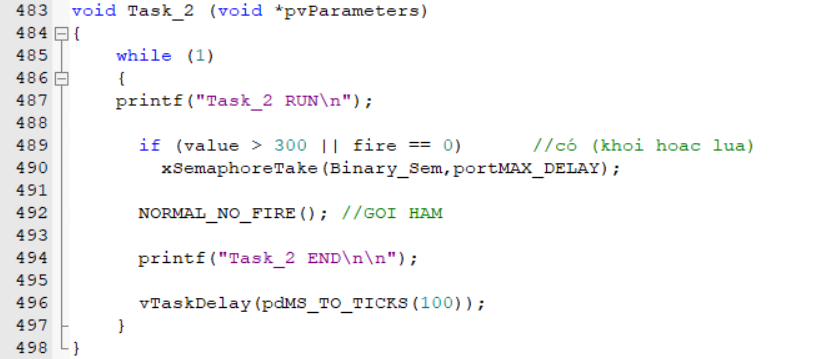 483 void Task_2 (void *pvParameters)
484 {
485 while (1)
486 {
487 printf("Task_2 RUN\n");
488
489 if (value > 300 || fire == 0) //có (khoi hoac lua)
490 xSemaphoreTake(Binary_Sem,portMAX_DELAY);
491
492 NORMAL_NO_FIRE(); //GOI HAM
493
494 printf("Task_2 END\n\n");
495
496 vTaskDelay(pdMS_TO_TICKS(100));
497 }
498 }